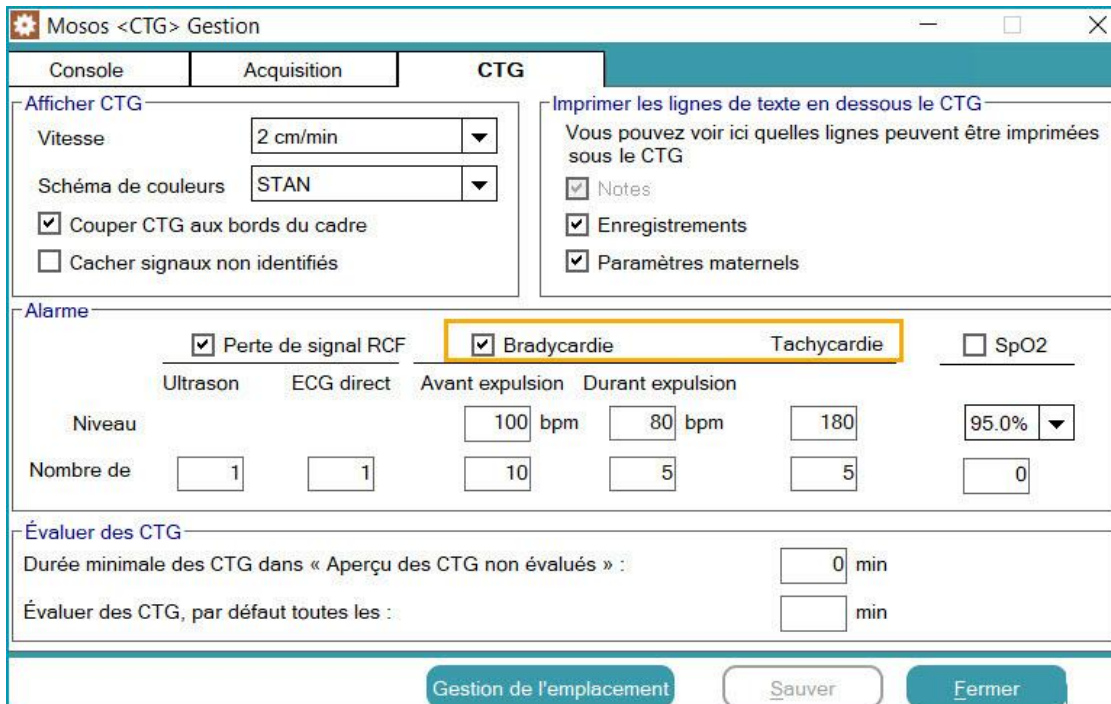 Mosos <CTG> Gestion
Console Acquisition CTG
Afficher CTG
Vitesse 2 cm/min
Schéma de couleurs STAN
Couper CTG aux bords du cadre
Cacher signaux non identifiés
Imprimer les lignes de texte en dessous le CTG
Vous pouvez voir ici quelles lignes peuvent être imprimées
sous le CTG
Notes
Enregistrements
Paramètres maternels
Alarme
Perte de signal RCF Bradycardie Tachycardie SpO2
Ultrason ECG direct Avant expulsion Durant expulsion
Niveau 100 bpm 80 bpm 180 95.0%
Nombre de 1 1 10 5 5 0
Évaluer des CTG
Durée minimale des CTG dans « Aperçu des CTG non évalués » : 0 min
Évaluer des CTG, par défaut toutes les : min
Gestion de l'emplacement Sauver Fermer